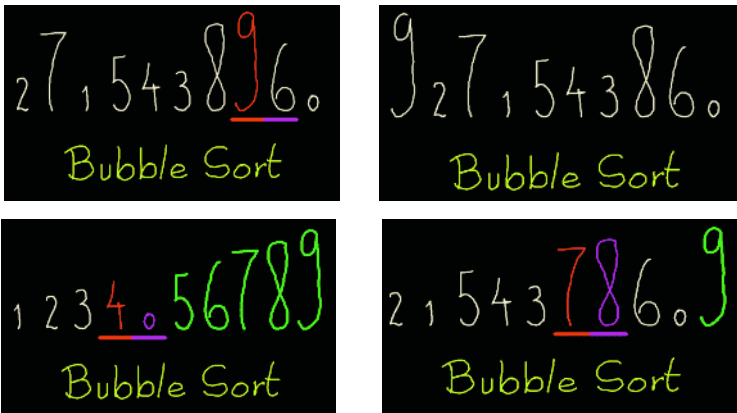 2 7 1 5 4 3 8 9 6 0
Bubble Sort
9 2 7 1 5 4 3 8 6 0
Bubble Sort
1 2 3 4 0 5 6 7 8 9
Bubble Sort
2 1 5 4 3 7 8 6 0 9
Bubble Sort